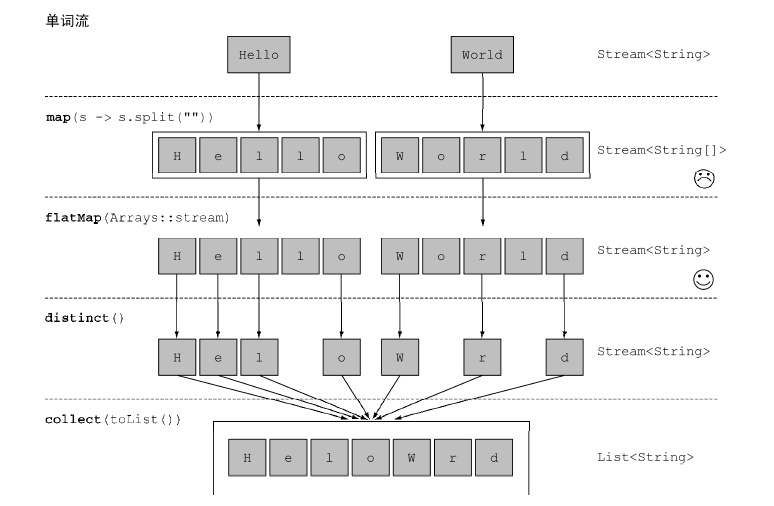 单词流
Hello World Stream<String>
map(s -> s.split(""))
H e l l o W o r l d Stream<String[]>
flatMap(Arrays::stream)
H e l l o W o r l d Stream<String>
distinct()
H e l o W r d Stream<String>
collect(toList())
H e l o W r d List<String>